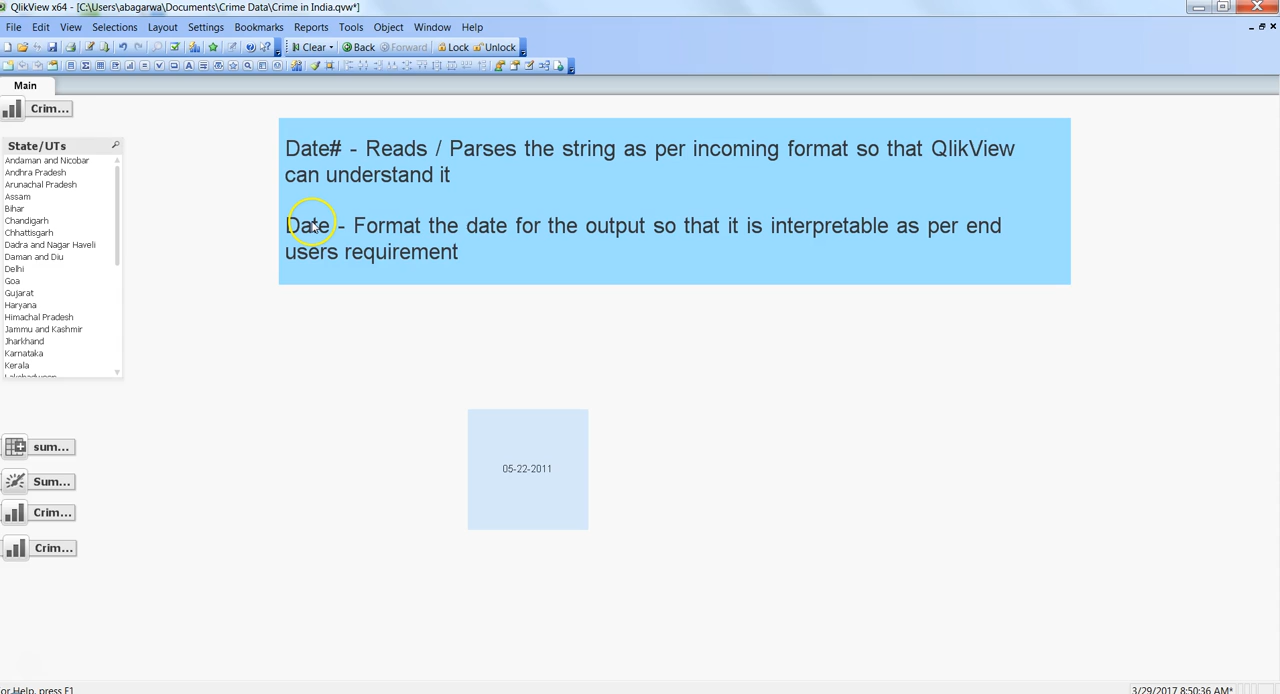 QlikView x64 - [C:\Users\abagarwa\Documents\Crime Data\Crime in India.qvw*]
File Edit View Selections Layout Settings Bookmarks Reports Tools Object Window Help
Clear Back Forward Lock Unlock
Main
Crim...
State/UTs
Andaman and Nicobar
Andhra Pradesh
Arunachal Pradesh
Assam
Bihar
Chandigarh
Chhattisgarh
Dadra and Nagar Haveli
Daman and Diu
Delhi
Goa
Gujarat
Haryana
Himachal Pradesh
Jammu and Kashmir
Jharkhand
Karnataka
Kerala
Date# - Reads / Parses the string as per incoming format so that QlikView
can understand it
Date - Format the date for the output so that it is interpretable as per end
users requirement
05-22-2011
sum...
Sum...
Crim...
Crim...
or Help, press F1
3/29/2017 8:50:36 AM*